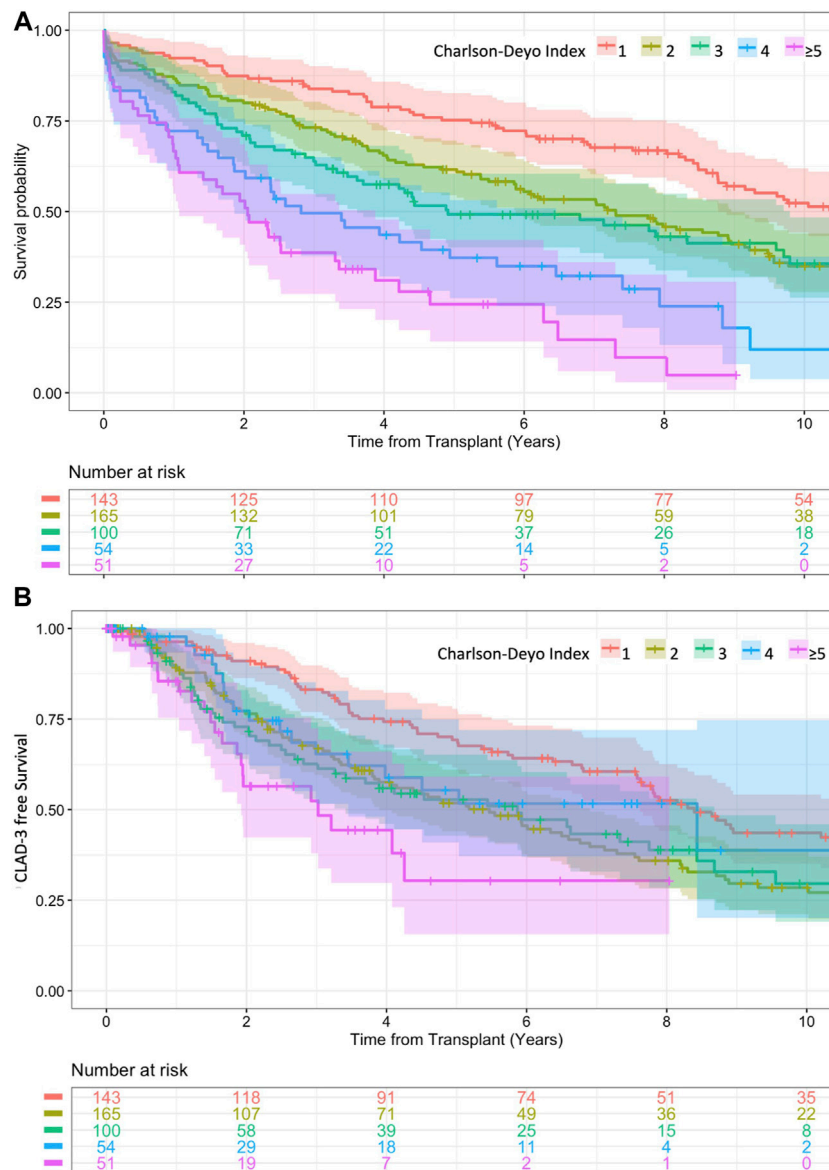 A
Charlson-Deyo Index 1 2 3 4 ≥5
Survival probability
1.00
0.75
0.50
0.25
0.00
0 2 4 6 8 10
Time from Transplant (Years)
Number at risk
143 125 110 97 77 54
165 132 101 79 59 38
100 71 51 37 26 18
54 33 22 14 5 2
51 27 10 5 2 0
B
Charlson-Deyo Index 1 2 3 4 ≥5
CLAD-3 free Survival
1.00
0.75
0.50
0.25
0.00
0 2 4 6 8 10
Time from Transplant (Years)
Number at risk
143 118 91 74 51 35
165 107 71 49 36 22
100 58 39 25 15 8
54 29 18 11 4 2
51 19 7 2 1 0